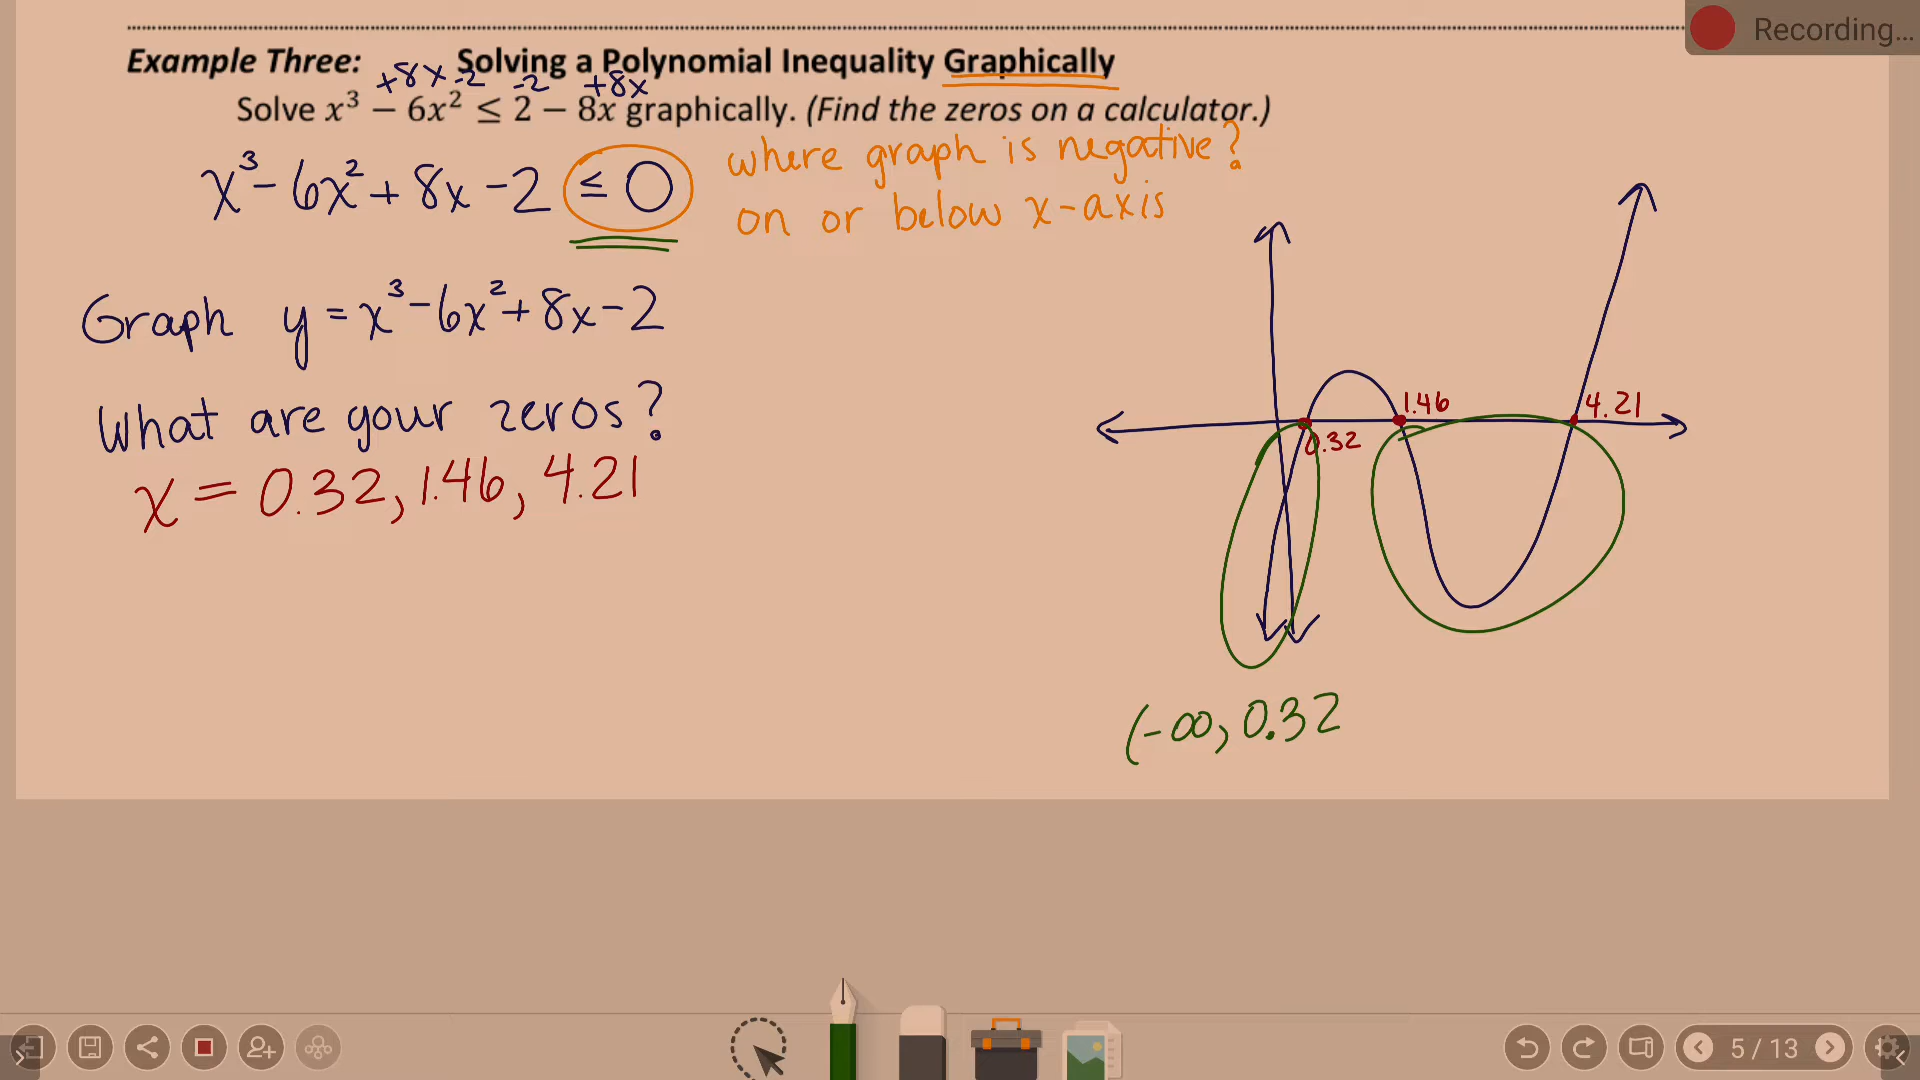 Recording...
Example Three: Solving a Polynomial Inequality Graphically
+8x -2 -2 +8x
Solve x³ − 6x² ≤ 2 − 8x graphically. (Find the zeros on a calculator.)
x³ - 6x² + 8x - 2 ≤ 0
where graph is negative?
on or below x-axis
Graph y = x³ - 6x² + 8x - 2
What are your zeros?
x = 0.32, 1.46, 4.21
1.46
4.21
0.32
(-∞, 0.32
5 / 13